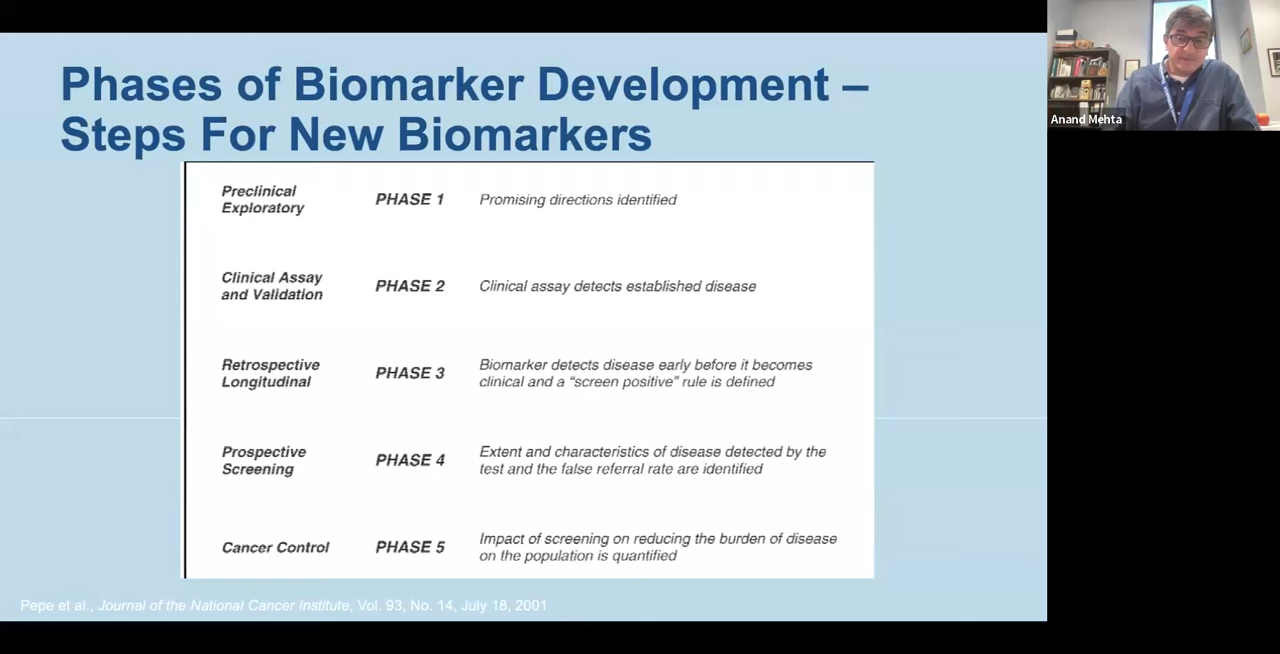 Phases of Biomarker Development –
Steps For New Biomarkers
Preclinical
Exploratory
PHASE 1
Promising directions identified
Clinical Assay
and Validation
PHASE 2
Clinical assay detects established disease
Retrospective
Longitudinal
PHASE 3
Biomarker detects disease early before it becomes
clinical and a “screen positive” rule is defined
Prospective
Screening
PHASE 4
Extent and characteristics of disease detected by the
test and the false referral rate are identified
Cancer Control
PHASE 5
Impact of screening on reducing the burden of disease
on the population is quantified
Pepe et al., Journal of the National Cancer Institute, Vol. 93, No. 14, July 18, 2001
Anand Mehta